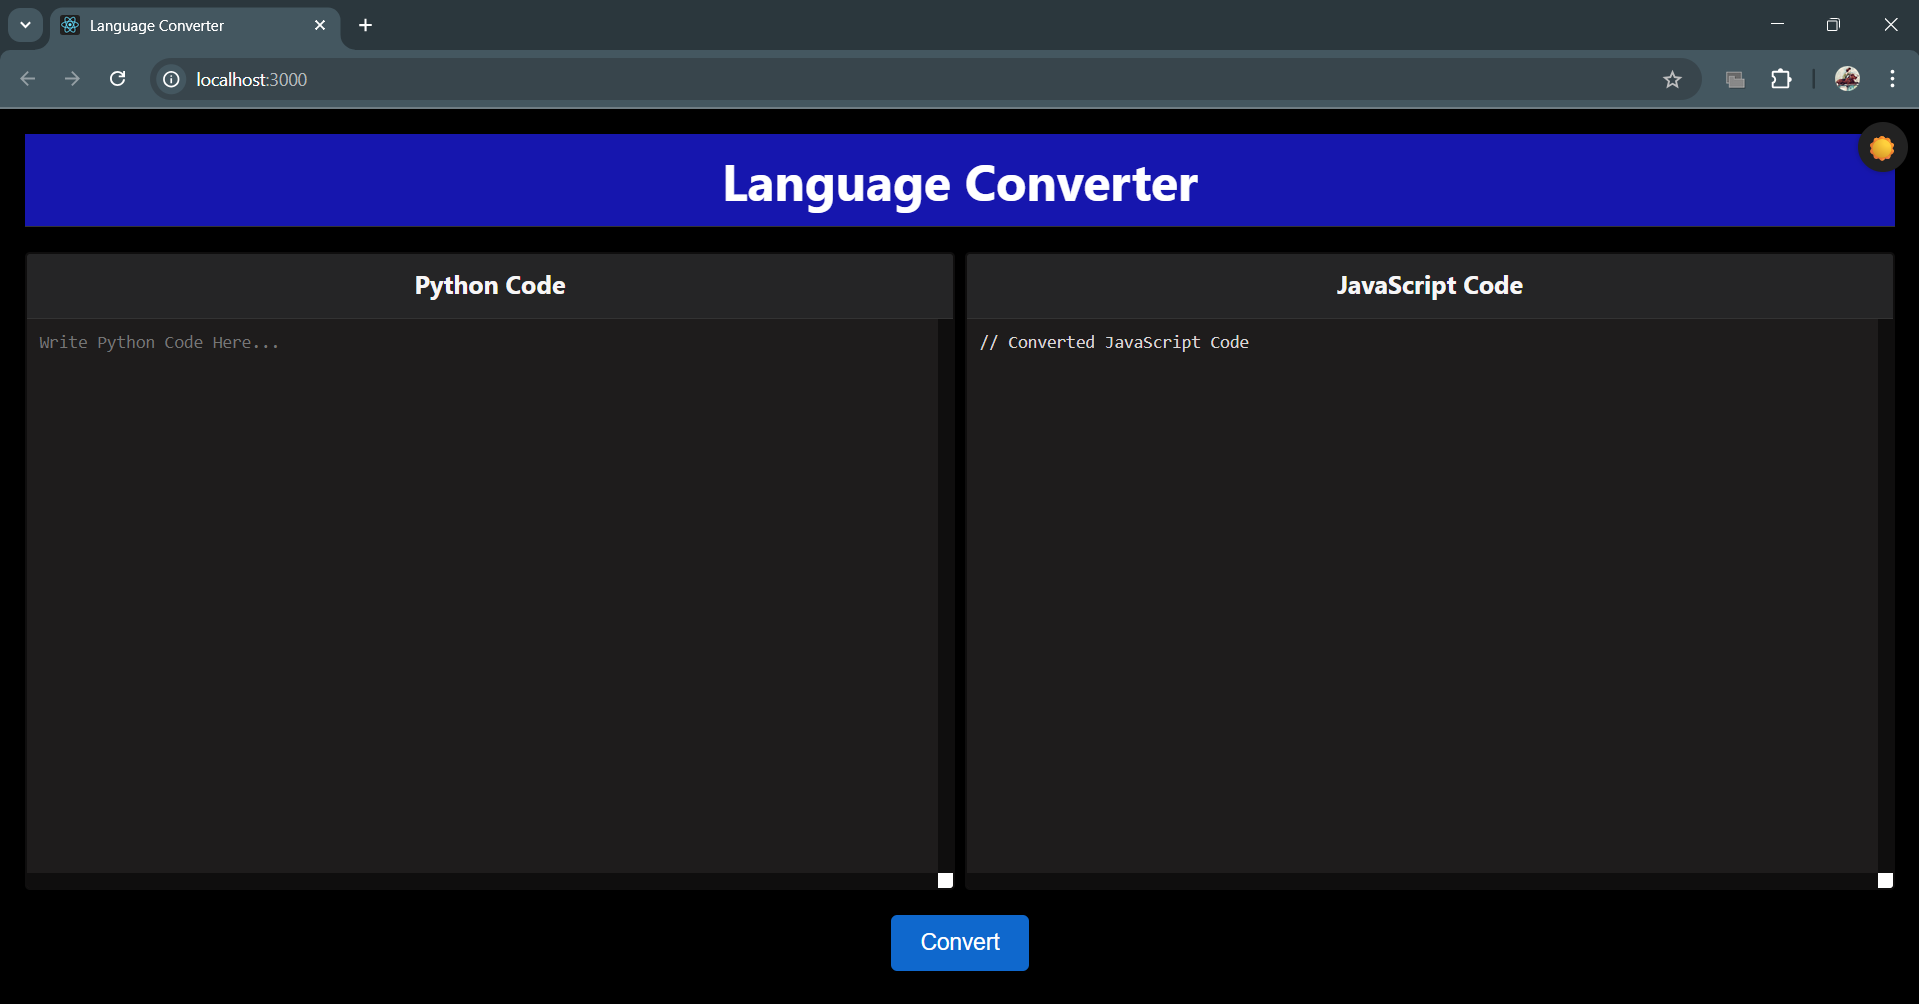 Language Converter
localhost:3000
Language Converter
Python Code
JavaScript Code
Write Python Code Here...
// Converted JavaScript Code
Convert